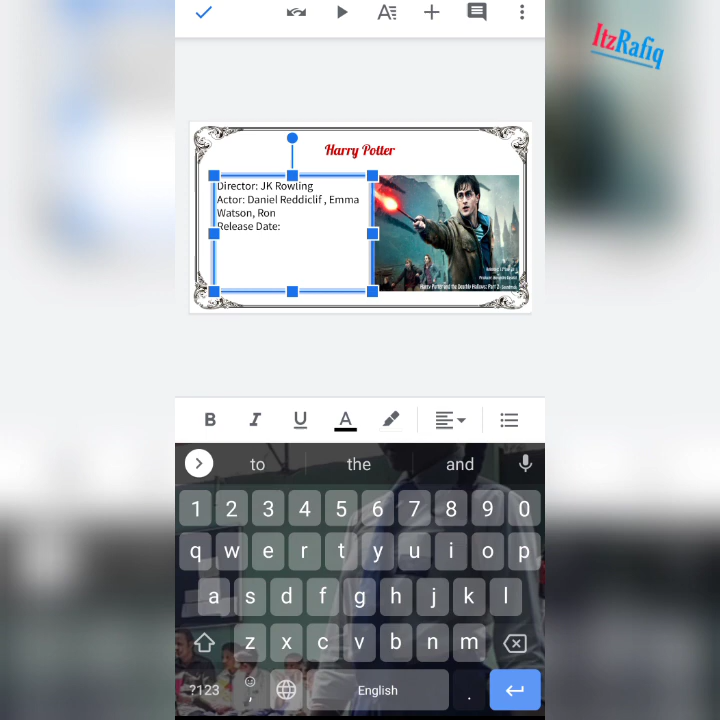 ItzRafiq
Harry Potter
Director: JK Rowling
Actor: Daniel Reddiclif , Emma
Watson, Ron
Release Date:
Harry Potter and the Deathly Hallows: Part 2
B I U A
to the and
1 2 3 4 5 6 7 8 9 0
q w e r t y u i o p
a s d f g h j k l
z x c v b n m
?123 , English .